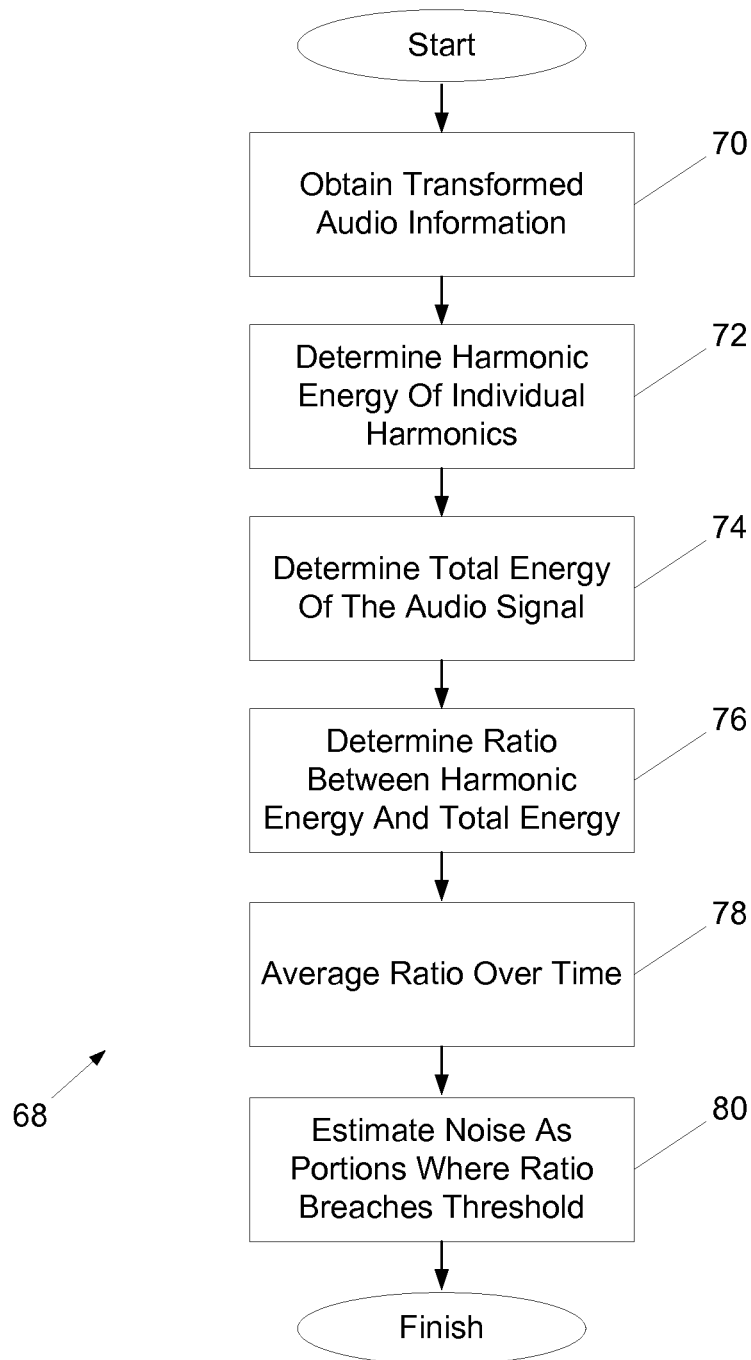 Start
70
Obtain Transformed
Audio Information
72
Determine Harmonic
Energy Of Individual
Harmonics
74
Determine Total Energy
Of The Audio Signal
76
Determine Ratio
Between Harmonic
Energy And Total Energy
78
Average Ratio Over Time
68
80
Estimate Noise As
Portions Where Ratio
Breaches Threshold
Finish